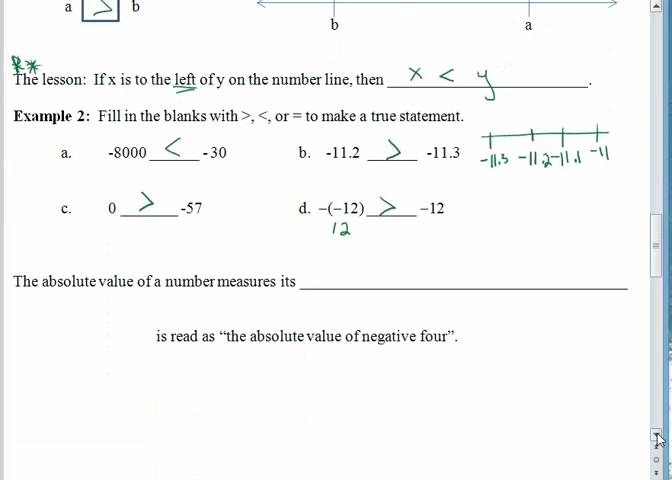 a > b
b a
**
The lesson: If x is to the left of y on the number line, then x < y.
Example 2: Fill in the blanks with >, <, or = to make a true statement.
a. -8000 < -30 b. -11.2 > -11.3
-11.3 -11.2 -11.1 -11
c. 0 > -57 d. –(–12) > –12
12
The absolute value of a number measures its ____
is read as “the absolute value of negative four”.